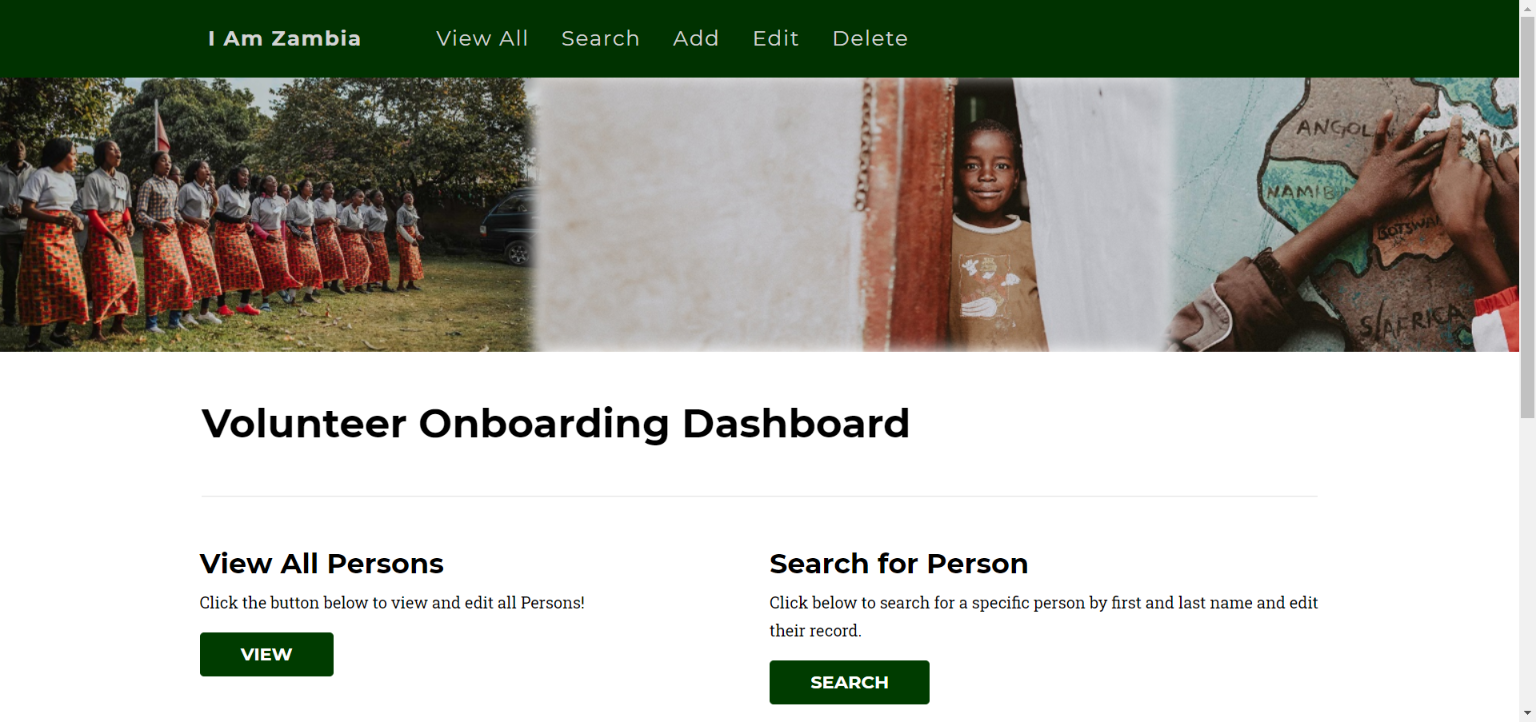 I Am Zambia View All Search Add Edit Delete
ANGOL
NAMIB
BOTSWA
S/AFRICA
Volunteer Onboarding Dashboard
View All Persons
Click the button below to view and edit all Persons!
VIEW
Search for Person
Click below to search for a specific person by first and last name and edit
their record.
SEARCH